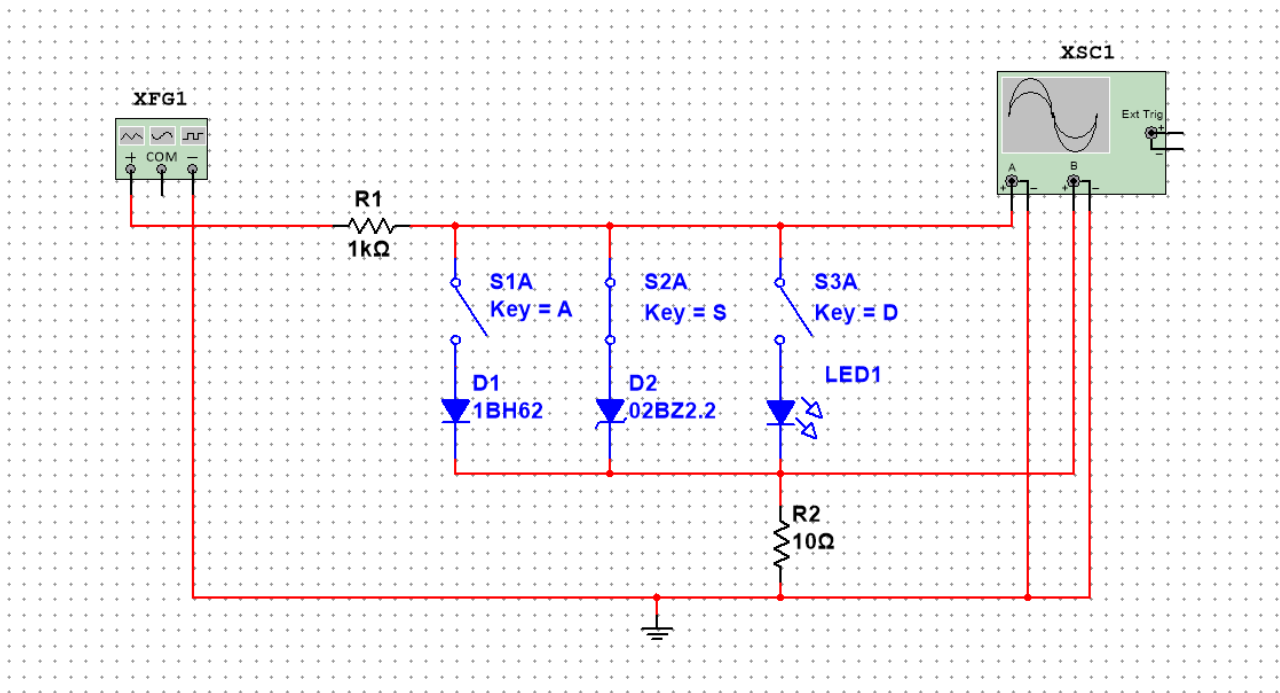 XSC1
XFG1
Ext Trig
+
−
+ COM −
A
B
+ − + −
R1
1kΩ
S1A
Key = A
S2A
Key = S
S3A
Key = D
LED1
D1
1BH62
D2
02BZ2.2
R2
10Ω